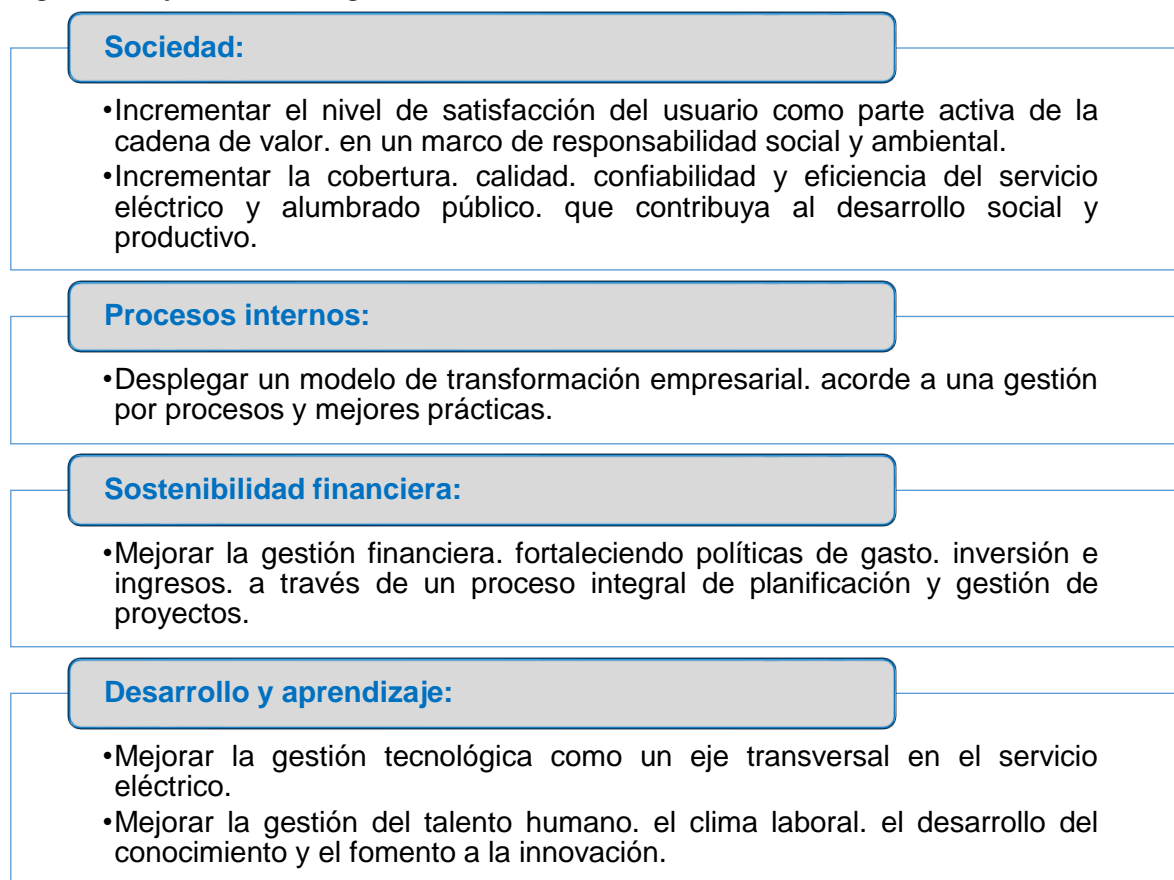 Sociedad:
•Incrementar el nivel de satisfacción del usuario como parte activa de la
cadena de valor. en un marco de responsabilidad social y ambiental.
•Incrementar la cobertura. calidad. confiabilidad y eficiencia del servicio
eléctrico y alumbrado público. que contribuya al desarrollo social y
productivo.
Procesos internos:
•Desplegar un modelo de transformación empresarial. acorde a una gestión
por procesos y mejores prácticas.
Sostenibilidad financiera:
•Mejorar la gestión financiera. fortaleciendo políticas de gasto. inversión e
ingresos. a través de un proceso integral de planificación y gestión de
proyectos.
Desarrollo y aprendizaje:
•Mejorar la gestión tecnológica como un eje transversal en el servicio
eléctrico.
•Mejorar la gestión del talento humano. el clima laboral. el desarrollo del
conocimiento y el fomento a la innovación.